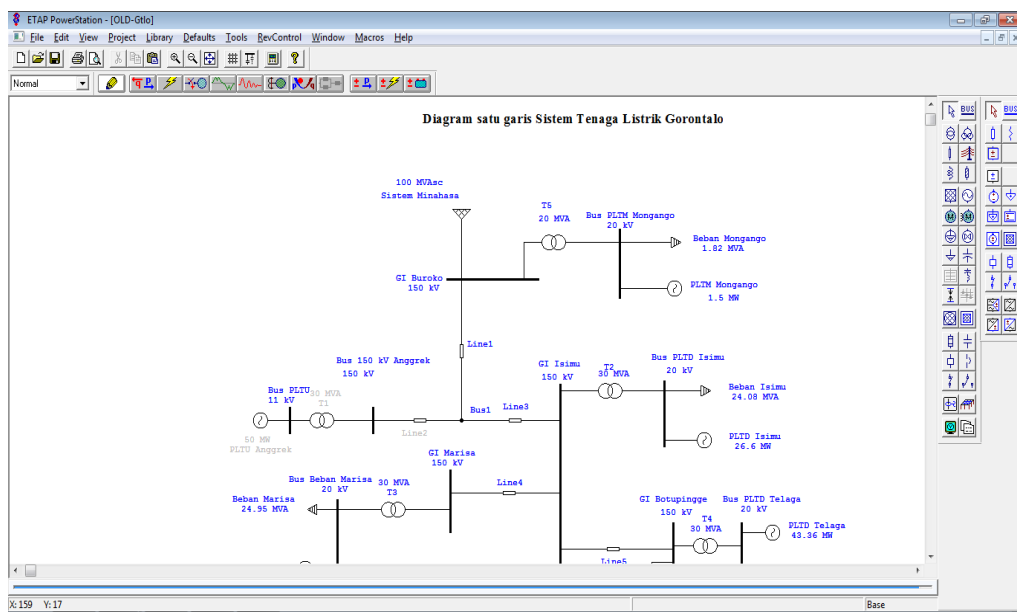 ETAP PowerStation - [OLD-Gtlo]
File Edit View Project Library Defaults Tools RevControl Window Macros Help
Normal
BUS
BUS
Diagram satu garis Sistem Tenaga Listrik Gorontalo
100 MVAsc
Sistem Minahasa
T5
20 MVA
Bus PLTM Mongango
20 kV
Beban Mongango
1.82 MVA
GI Buroko
150 kV
PLTM Mongango
1.5 MW
Line1
Bus 150 kV Anggrek
150 kV
GI Isimu
150 kV
T2
30 MVA
Bus PLTD Isimu
20 kV
Bus PLTU
11 kV
30 MVA
T1
Beban Isimu
24.08 MVA
Bus1
Line3
Line2
50 MW
PLTU Anggrek
PLTD Isimu
26.6 MW
GI Marisa
150 kV
Bus Beban Marisa
20 kV
30 MVA
T3
Line4
Beban Marisa
24.95 MVA
GI Botupingge
150 kV
T4
30 MVA
Bus PLTD Telaga
20 kV
PLTD Telaga
43.36 MW
Line5
X: 159 Y: 17
Base